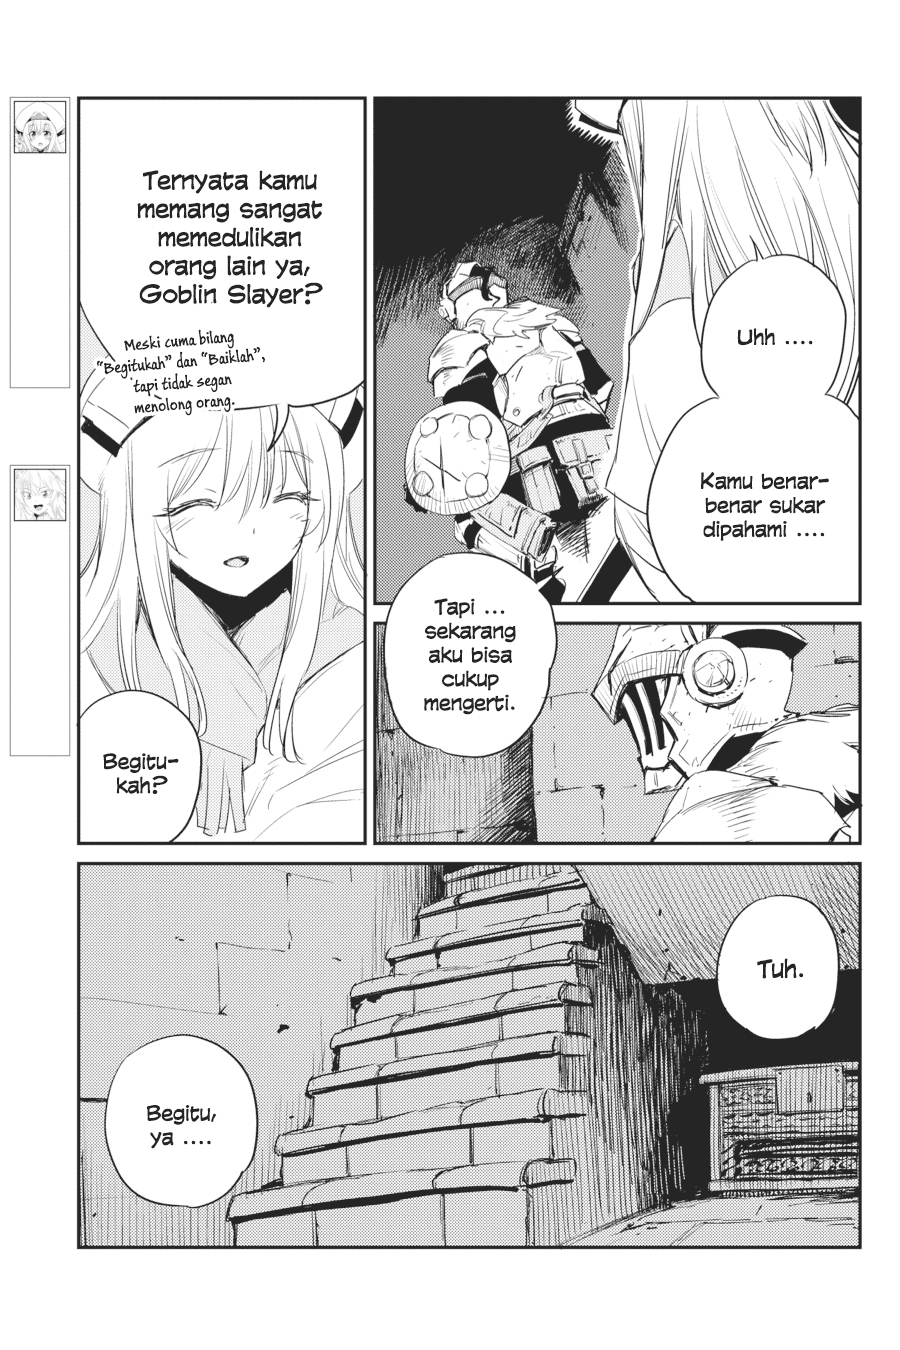 Uhh ....
Kamu benar-
benar sukar
dipahami ....
Tapi ...
sekarang
aku bisa
cukup
mengerti.
Ternyata kamu
memang sangat
memedulikan
orang lain ya,
Goblin Slayer?
Meski cuma bilang
"Begitukah" dan "Baiklah",
tapi tidak segan
menolong orang.
Begitu-
kah?
Tuh.
Begitu,
ya ....